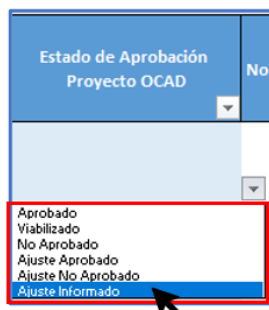 Estado de Aprobación
Proyecto OCAD
No
Aprobado
Viabilizado
No Aprobado
Ajuste Aprobado
Ajuste No Aprobado
Ajuste Informado